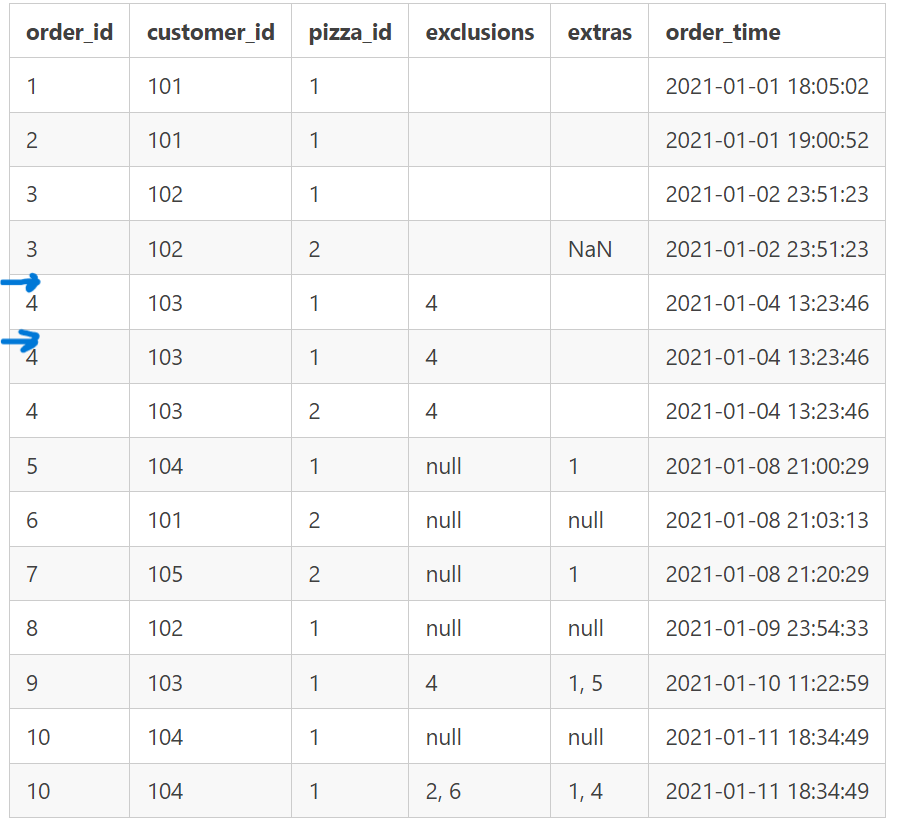 order_id customer_id pizza_id exclusions extras order_time
1 101 1 2021-01-01 18:05:02
2 101 1 2021-01-01 19:00:52
3 102 1 2021-01-02 23:51:23
3 102 2 NaN 2021-01-02 23:51:23
4 103 1 4 2021-01-04 13:23:46
4 103 1 4 2021-01-04 13:23:46
4 103 2 4 2021-01-04 13:23:46
5 104 1 null 1 2021-01-08 21:00:29
6 101 2 null null 2021-01-08 21:03:13
7 105 2 null 1 2021-01-08 21:20:29
8 102 1 null null 2021-01-09 23:54:33
9 103 1 4 1, 5 2021-01-10 11:22:59
10 104 1 null null 2021-01-11 18:34:49
10 104 1 2, 6 1, 4 2021-01-11 18:34:49